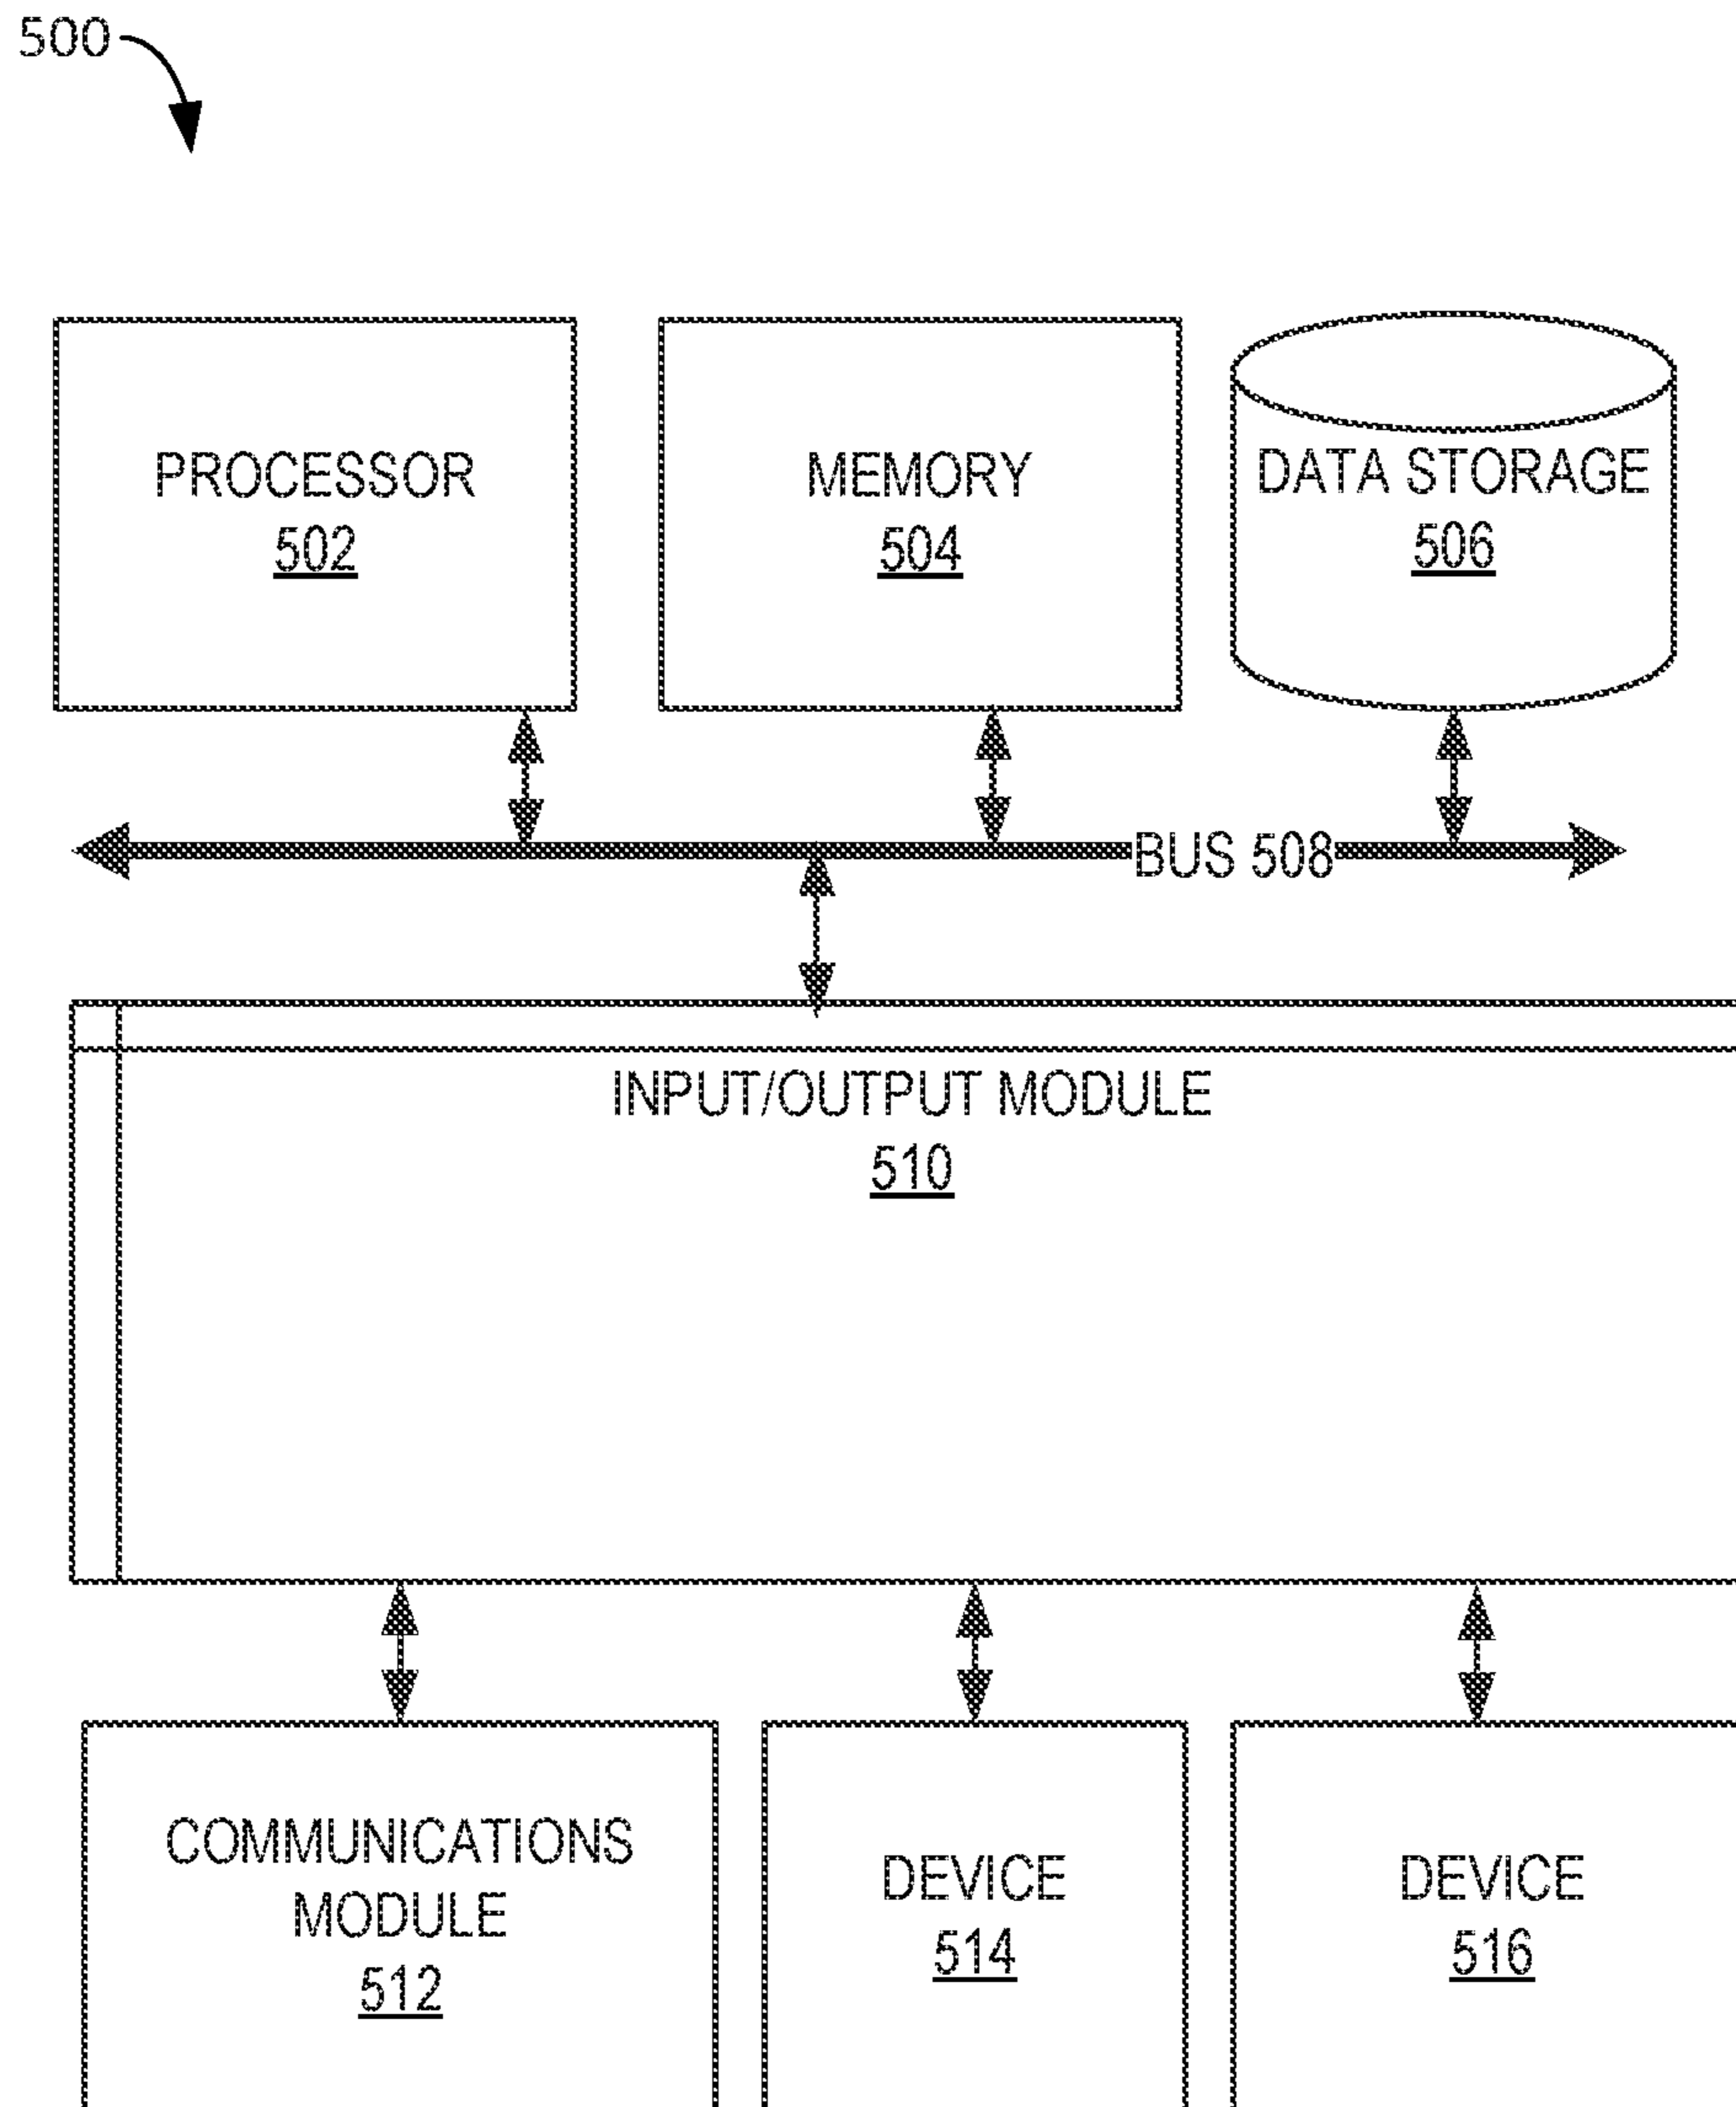 500
PROCESSOR
502
MEMORY
504
DATA STORAGE
506
BUS 508
INPUT/OUTPUT MODULE
510
COMMUNICATIONS
MODULE
512
DEVICE
514
DEVICE
516